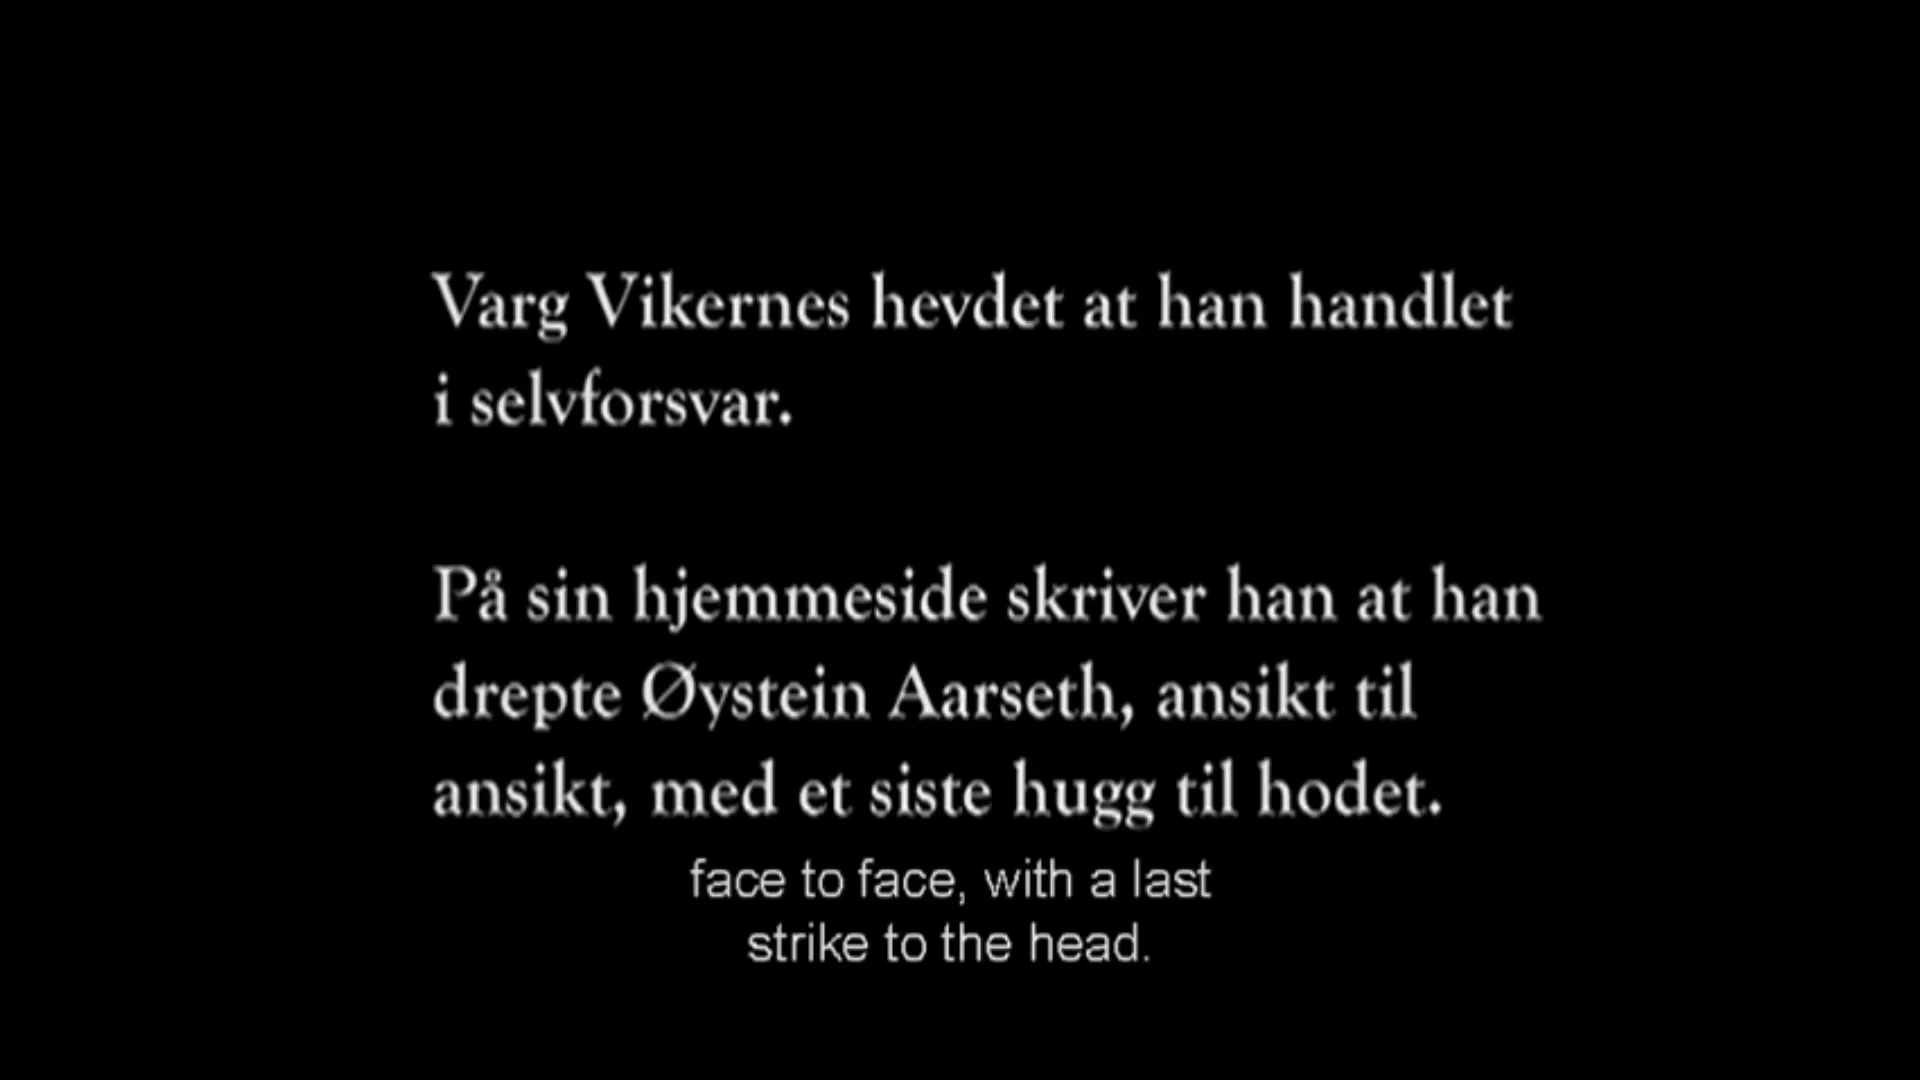 Varg Vikernes hevdet at han handlet
i selvforsvar.
På sin hjemmeside skriver han at han
drepte Øystein Aarseth, ansikt til
ansikt, med et siste hugg til hodet.
face to face, with a last
strike to the head.